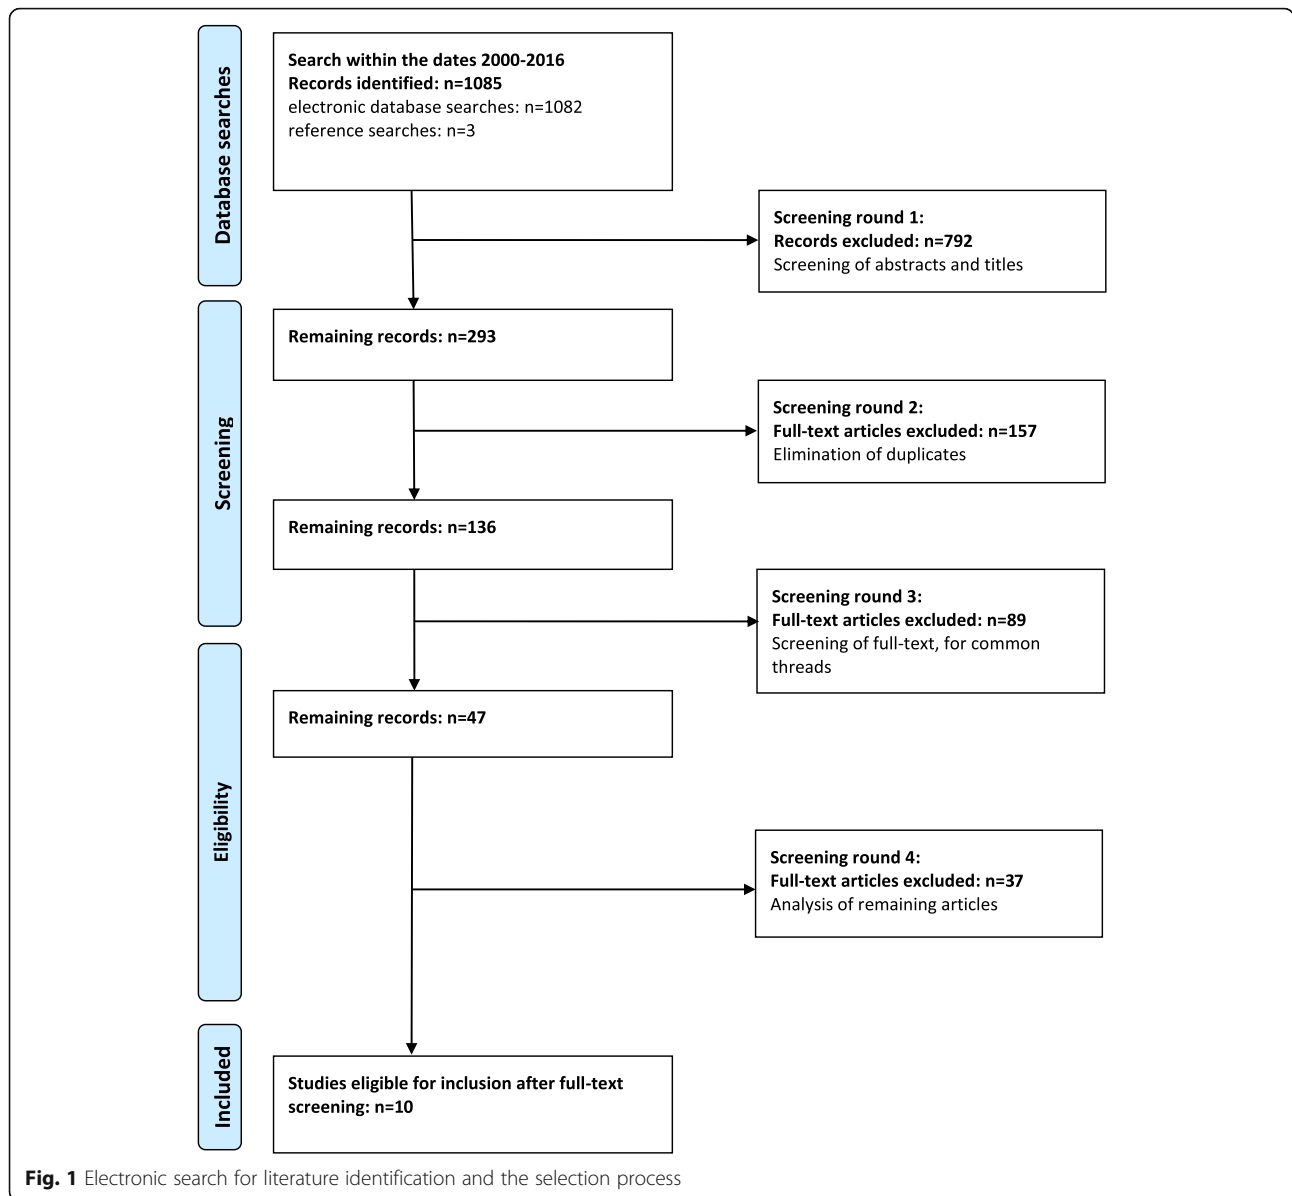 Database searches
Search within the dates 2000-2016
Records identified: n=1085
electronic database searches: n=1082
reference searches: n=3
Screening round 1:
Records excluded: n=792
Screening of abstracts and titles
Screening
Remaining records: n=293
Screening round 2:
Full-text articles excluded: n=157
Elimination of duplicates
Remaining records: n=136
Screening round 3:
Full-text articles excluded: n=89
Screening of full-text, for common
threads
Eligibility
Remaining records: n=47
Screening round 4:
Full-text articles excluded: n=37
Analysis of remaining articles
Included
Studies eligible for inclusion after full-text
screening: n=10
Fig. 1 Electronic search for literature identification and the selection process